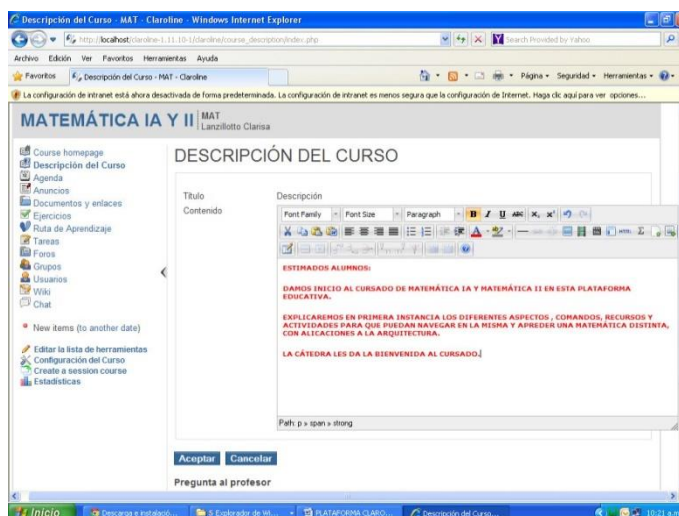 Descripción del Curso - MAT - Claroline - Windows Internet Explorer
http://localhost/claroline-1.11.10-1/claroline/course_description/index.php
Search Provided by Yahoo
Archivo Edición Ver Favoritos Herramientas Ayuda
Favoritos Descripción del Curso - MAT - Claroline Página Seguridad Herramientas
La configuración de intranet está ahora desactivada de forma predeterminada. La configuración de intranet es menos segura que la configuración de Internet. Haga clic aquí para ver opciones...
MATEMÁTICA IA Y II MAT
Lanzillotto Clarisa
Course homepage
Descripción del Curso
Agenda
Anuncios
Documentos y enlaces
Ejercicios
Ruta de Aprendizaje
Tareas
Foros
Grupos
Usuarios
Wiki
Chat
New items (to another date)
Editar la lista de herramientas
Configuración del Curso
Create a session course
Estadísticas
DESCRIPCIÓN DEL CURSO
Título Descripción
Contenido
Font Family Font Size Paragraph B I U ABC x, x'
HTML
ESTIMADOS ALUMNOS:
DAMOS INICIO AL CURSADO DE MATEMÁTICA IA Y MATEMÁTICA II EN ESTA PLATAFORMA
EDUCATIVA.
EXPLICAREMOS EN PRIMERA INSTANCIA LOS DIFERENTES ASPECTOS , COMANDOS, RECURSOS Y
ACTIVIDADES PARA QUE PUEDAN NAVEGAR EN LA MISMA Y APREDER UNA MATEMÁTICA DISTINTA,
CON ALICACIONES A LA ARQUITECTURA.
LA CÁTEDRA LES DA LA BIENVENIDA AL CURSADO.
Path: p » span » strong
Aceptar Cancelar
Pregunta al profesor
Inicio Descarga e instalació... 5 Explorador de Wi... PLATAFORMA CLARO... Descripción del Curso... 10:21 a.m.